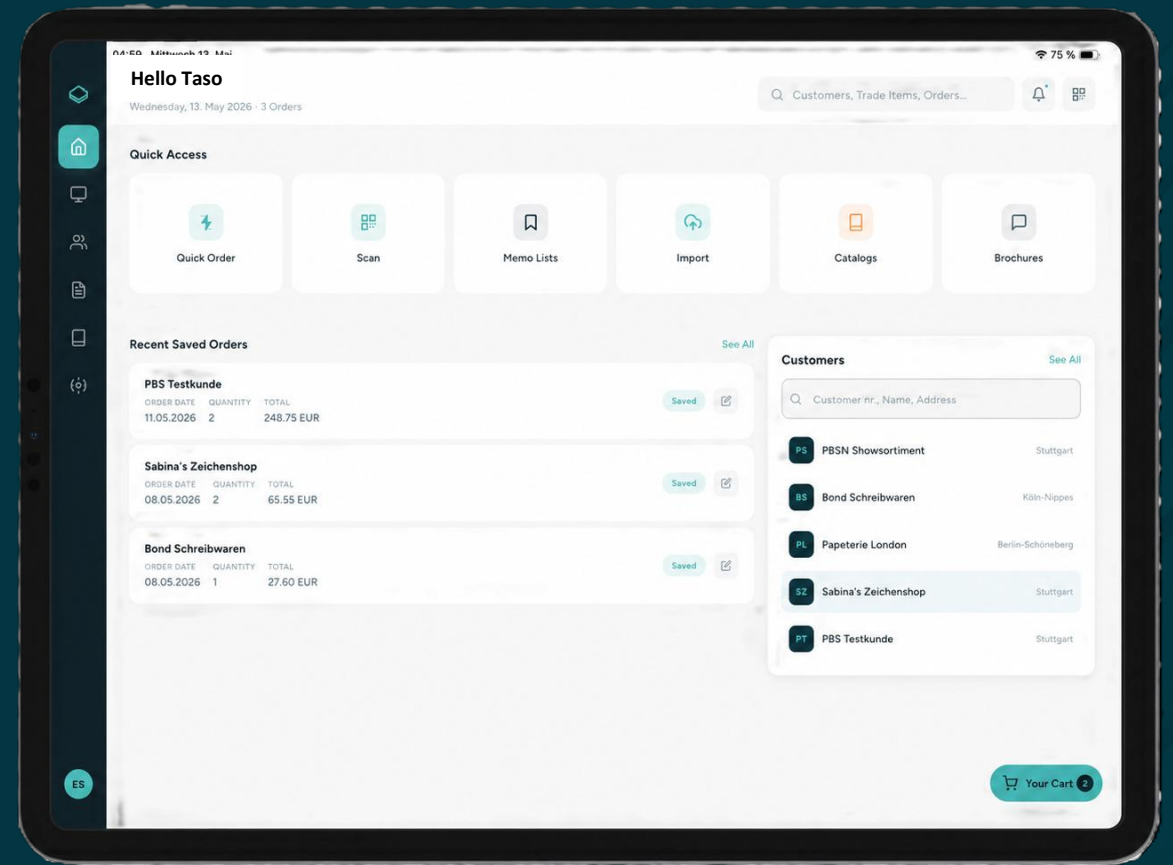 04:59 Mittwoch 13. Mai
75 %
Hello Taso
Wednesday, 13. May 2026 · 3 Orders
Customers, Trade Items, Orders...
Quick Access
Quick Order
Scan
Memo Lists
Import
Catalogs
Brochures
Recent Saved Orders
See All
PBS Testkunde
ORDER DATE QUANTITY TOTAL
11.05.2026 2 248.75 EUR
Saved
Sabina's Zeichenshop
ORDER DATE QUANTITY TOTAL
08.05.2026 2 65.55 EUR
Saved
Bond Schreibwaren
ORDER DATE QUANTITY TOTAL
08.05.2026 1 27.60 EUR
Saved
Customers
See All
Customer nr., Name, Address
PS PBSN Showsortiment Stuttgart
BS Bond Schreibwaren Köln-Nippes
PL Papeterie London Berlin-Schöneberg
SZ Sabina's Zeichenshop Stuttgart
PT PBS Testkunde Stuttgart
ES
Your Cart 2